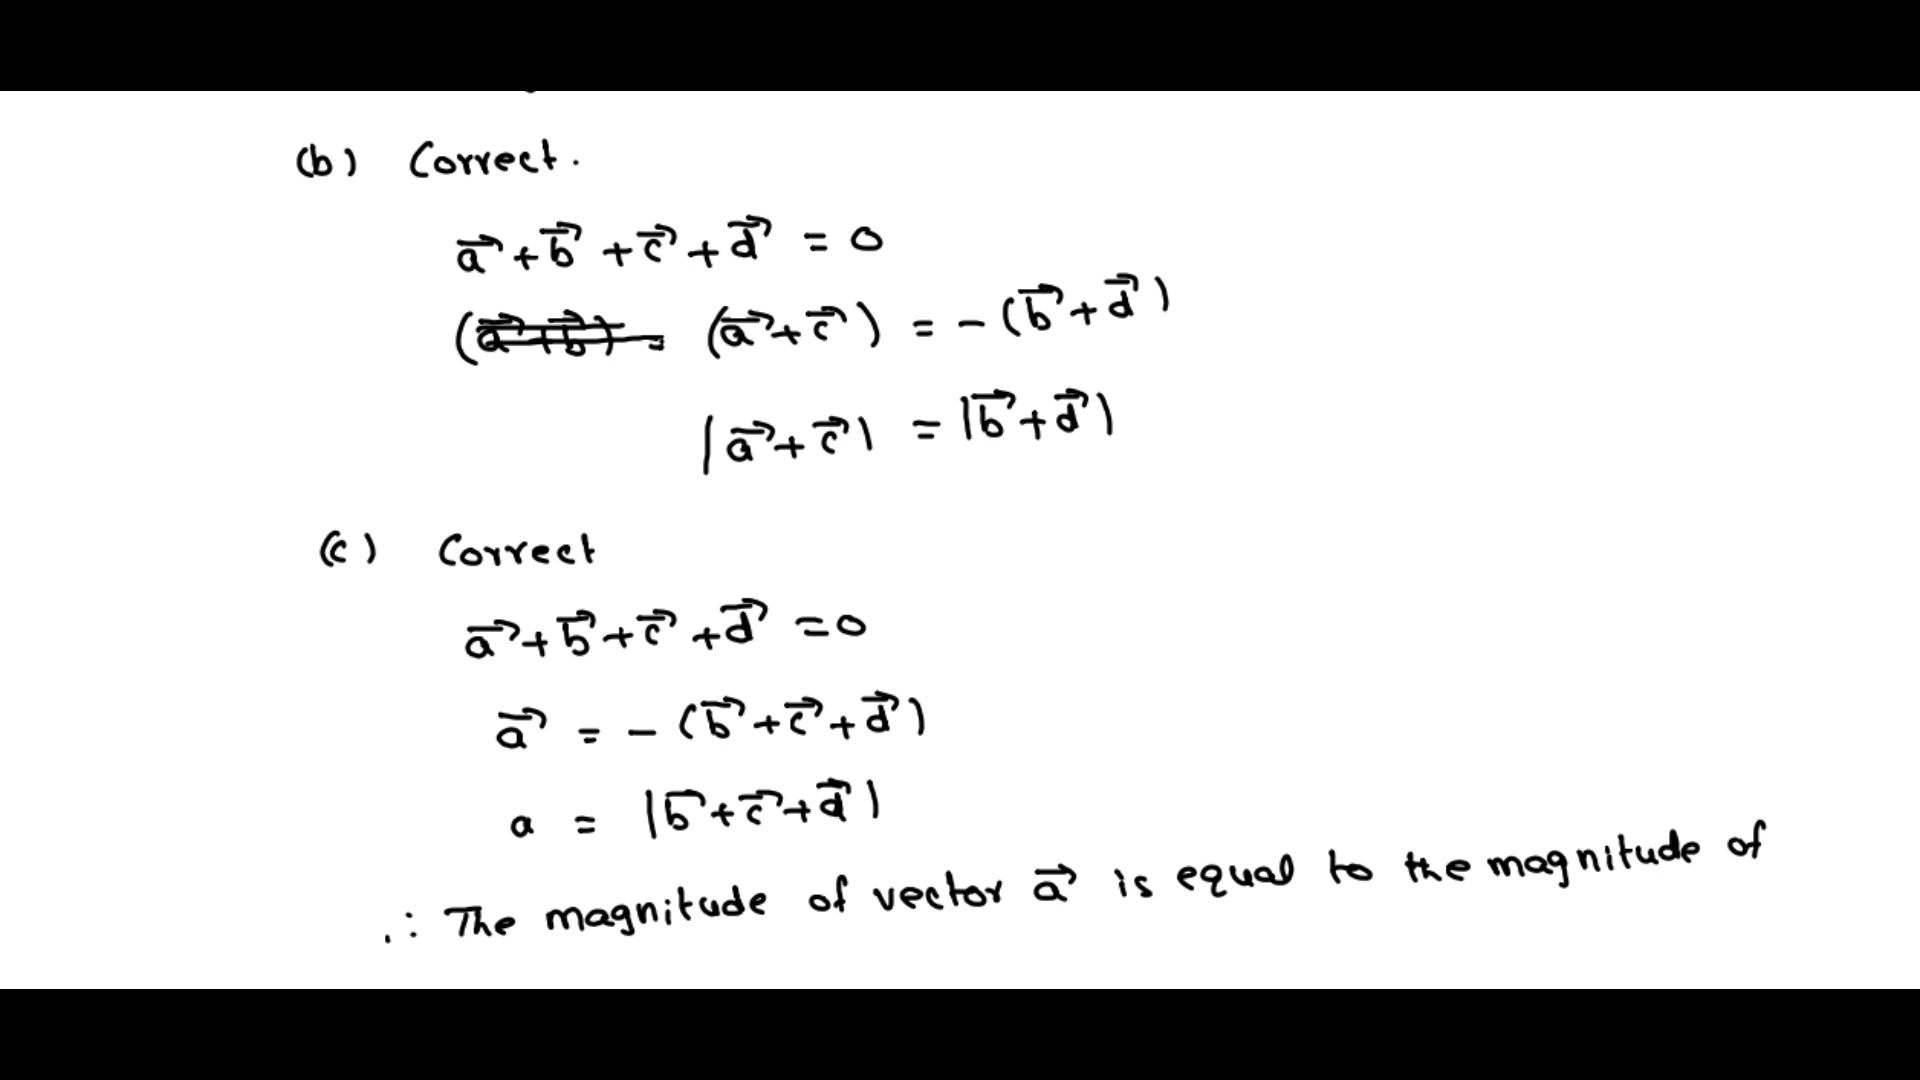 (b) Correct.
a⃗ + b⃗ + c⃗ + d⃗ = 0
(a⃗ + b⃗) = (a⃗ + c⃗) = - (b⃗ + d⃗)
|a⃗ + c⃗| = |b⃗ + d⃗|
(c) Correct
a⃗ + b⃗ + c⃗ + d⃗ = 0
a⃗ = - (b⃗ + c⃗ + d⃗)
a = |b⃗ + c⃗ + d⃗|
∴ The magnitude of vector a⃗ is equal to the magnitude of